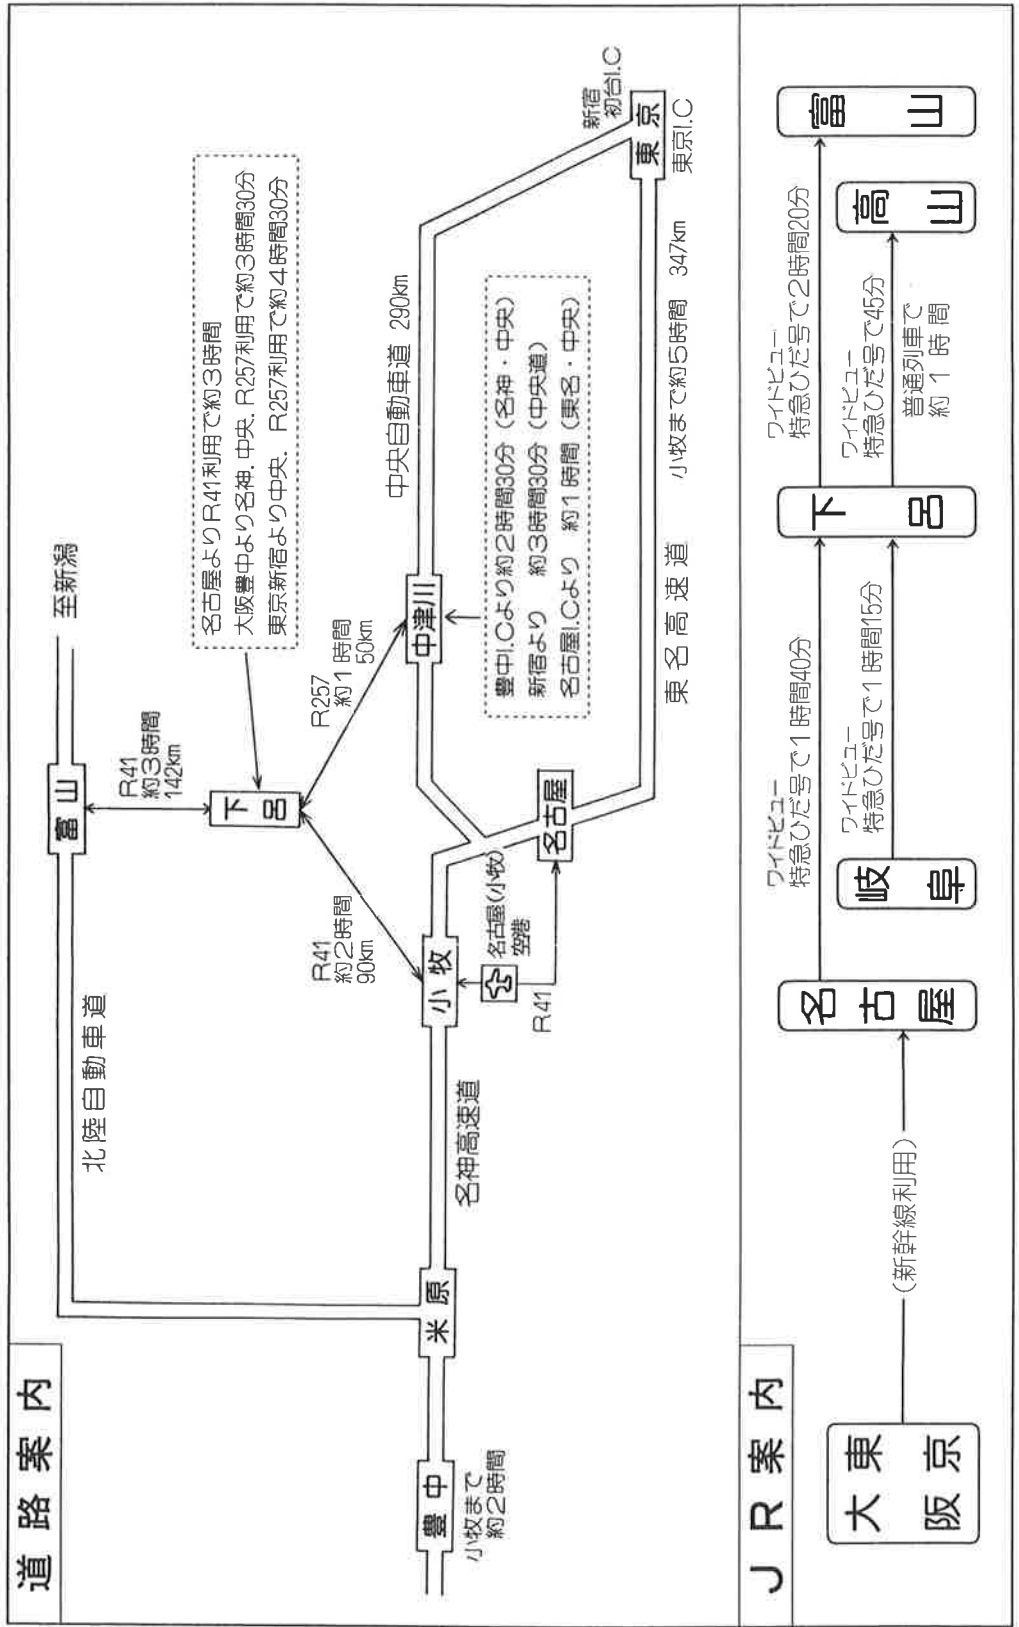 道路案内
北陸自動車道
至新潟
富山
R41
約3時間
142km
下呂
名古屋よりR41利用で約3時間
大阪豊中より名神.中央.R257利用で約3時間30分
東京新宿より中央. R257利用で約4時間30分
R41
約2時間
90km
R257
約1時間
50km
豊中
小牧まで
約2時間
米原
名神高速道
小牧
名古屋(小牧)
空港
R41
名古屋
中津川
中央自動車道 290km
豊中I.Cより約2時間30分(名神・中央)
新宿より 約3時間30分(中央道)
名古屋I.Cより 約1時間(東名・中央)
新宿
初台I.C
東京
東京I.C
東名高速道 小牧まで約5時間 347km
JR案内
東京
大阪
(新幹線利用)
名古屋
岐阜
ワイドビュー
特急ひだ号で1時間40分
ワイドビュー
特急ひだ号で1時間15分
下呂
ワイドビュー
特急ひだ号で2時間20分
ワイドビュー
特急ひだ号で45分
普通列車で
約1時間
富山
高山